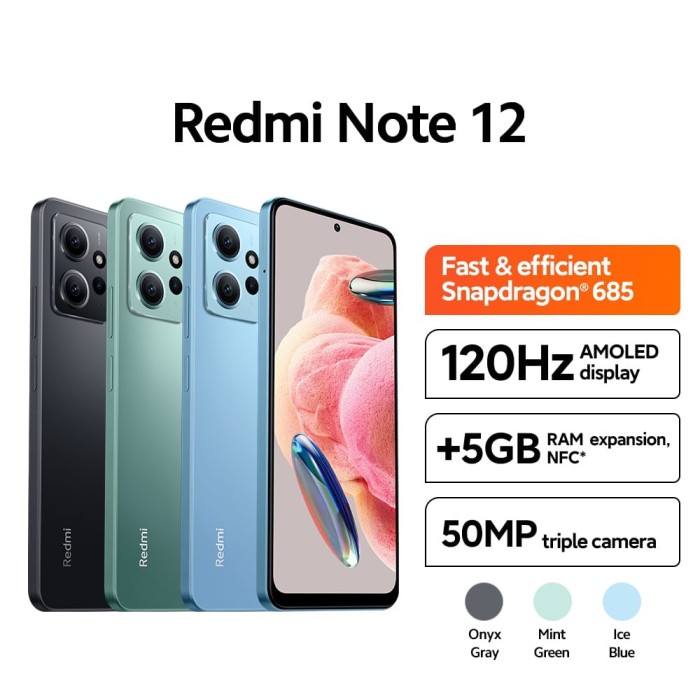 Redmi Note 12
Fast & efficient
Snapdragon® 685
120Hz AMOLED
display
+5GB RAM expansion,
NFC*
50MP triple camera
Redmi
Redmi
Redmi
Onyx
Gray
Mint
Green
Ice
Blue